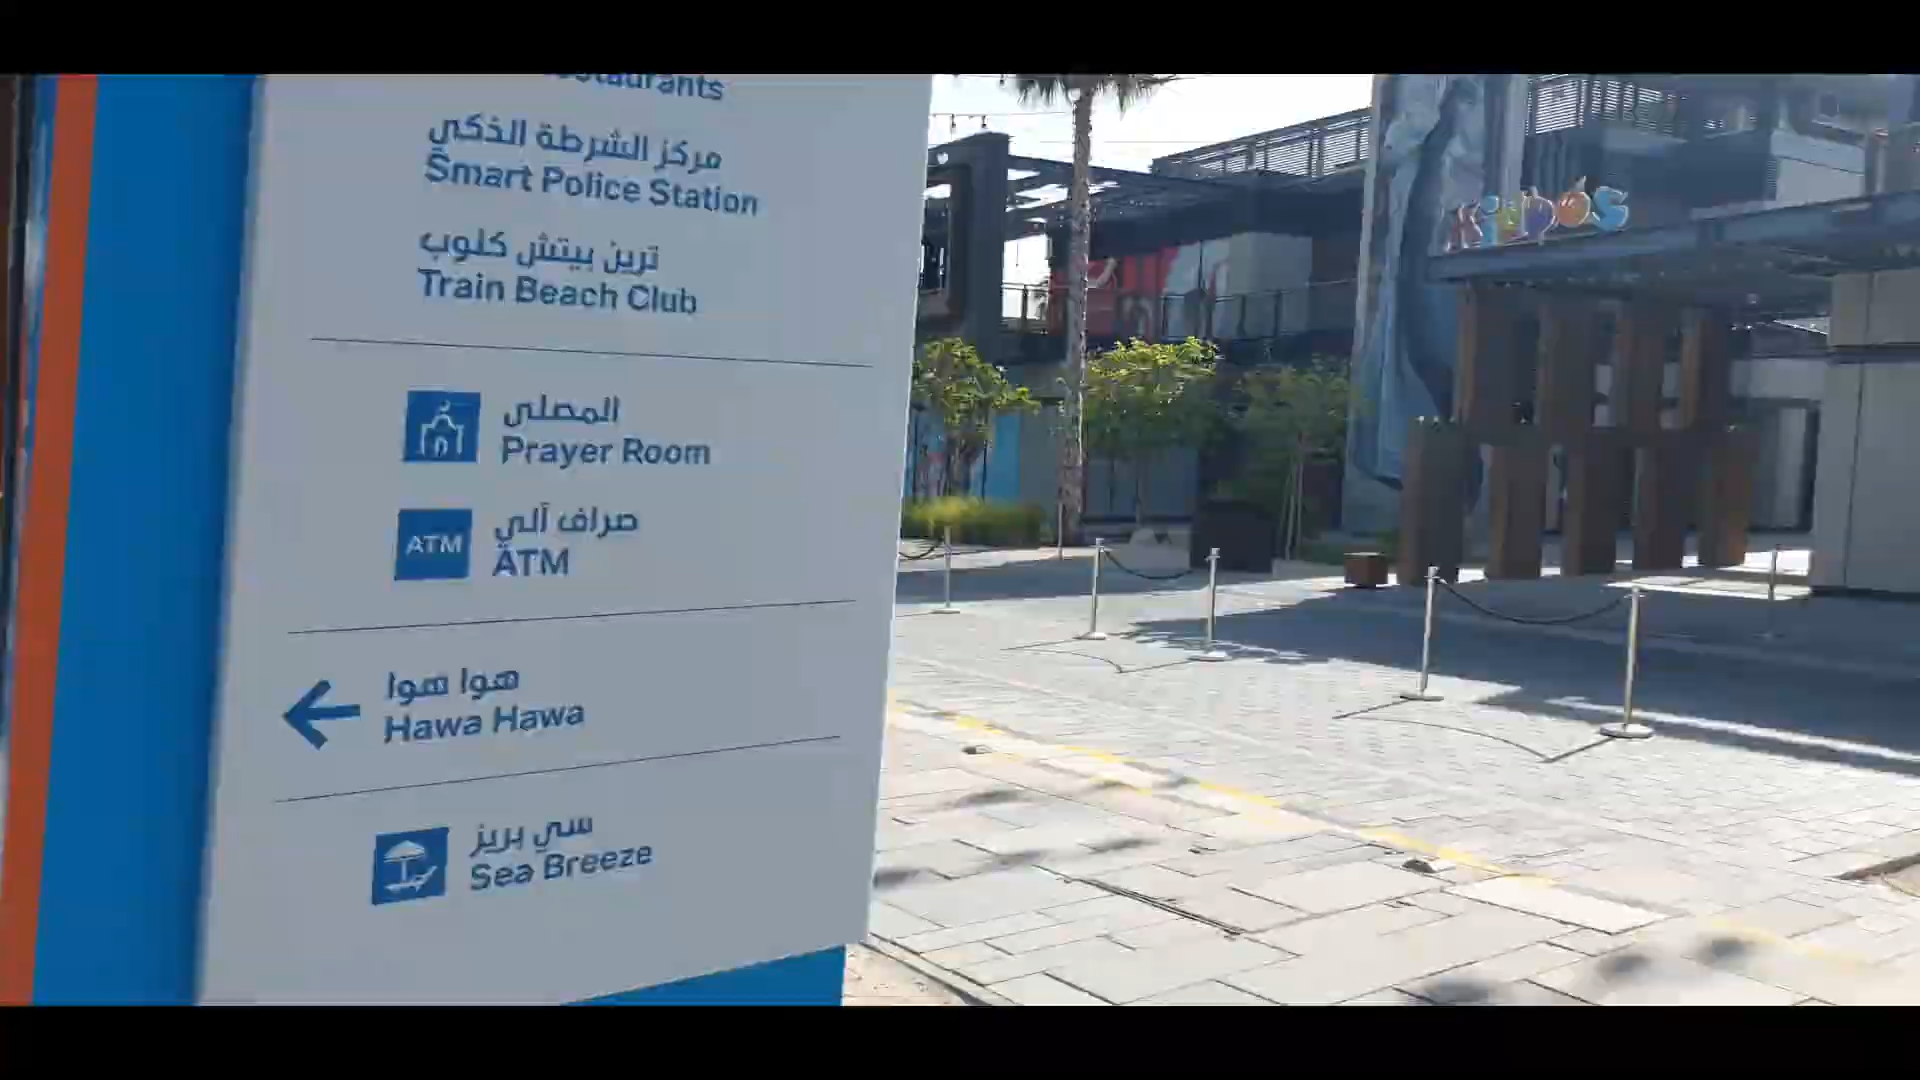 مركز الشرطة الذكي
Smart Police Station
ترين بيتش كلوب
Train Beach Club
المصلى
Prayer Room
ATM
صراف آلي
ATM
هوا هوا
Hawa Hawa
سي بريز
Sea Breeze